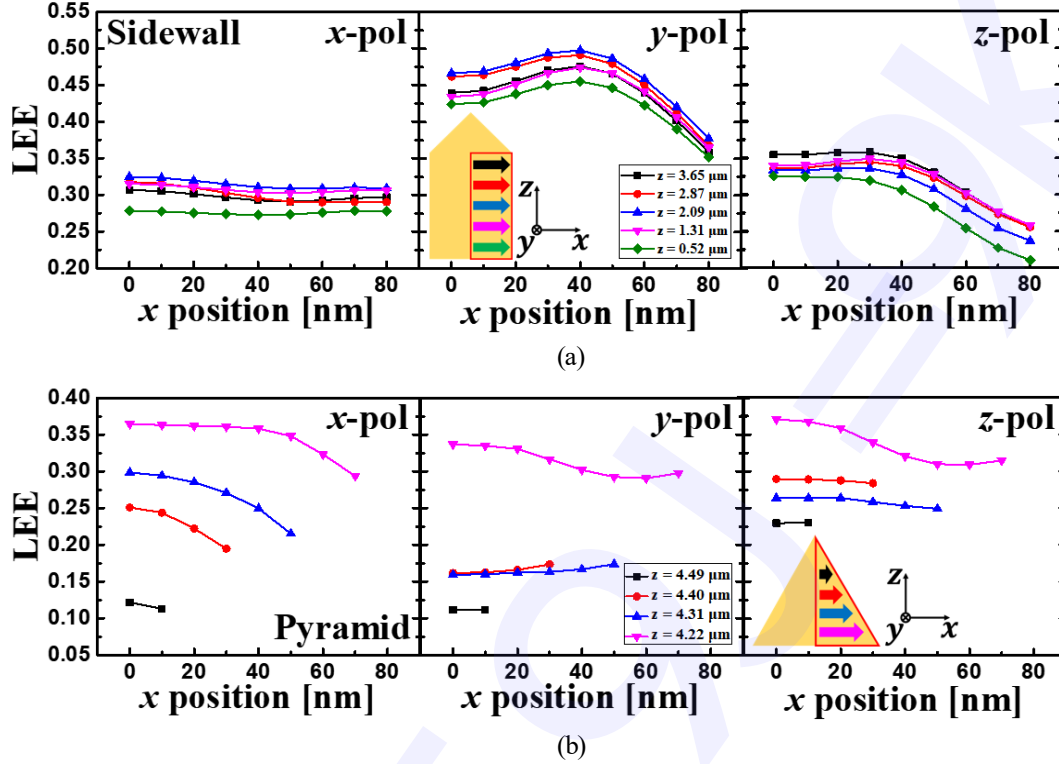 0.55
0.50
0.45
0.40
0.35
0.30
0.25
0.20
LEE
Sidewall
x-pol
y-pol
z-pol
z
y
x
z = 3.65 μm
z = 2.87 μm
z = 2.09 μm
z = 1.31 μm
z = 0.52 μm
0 20 40 60 80
0 20 40 60 80
0 20 40 60 80
x position [nm]
x position [nm]
x position [nm]
(a)
0.40
0.35
0.30
0.25
0.20
0.15
0.10
0.05
LEE
x-pol
y-pol
z-pol
Pyramid
z = 4.49 μm
z = 4.40 μm
z = 4.31 μm
z = 4.22 μm
z
y
x
0 20 40 60 80
0 20 40 60 80
0 20 40 60 80
x position [nm]
x position [nm]
x position [nm]
(b)